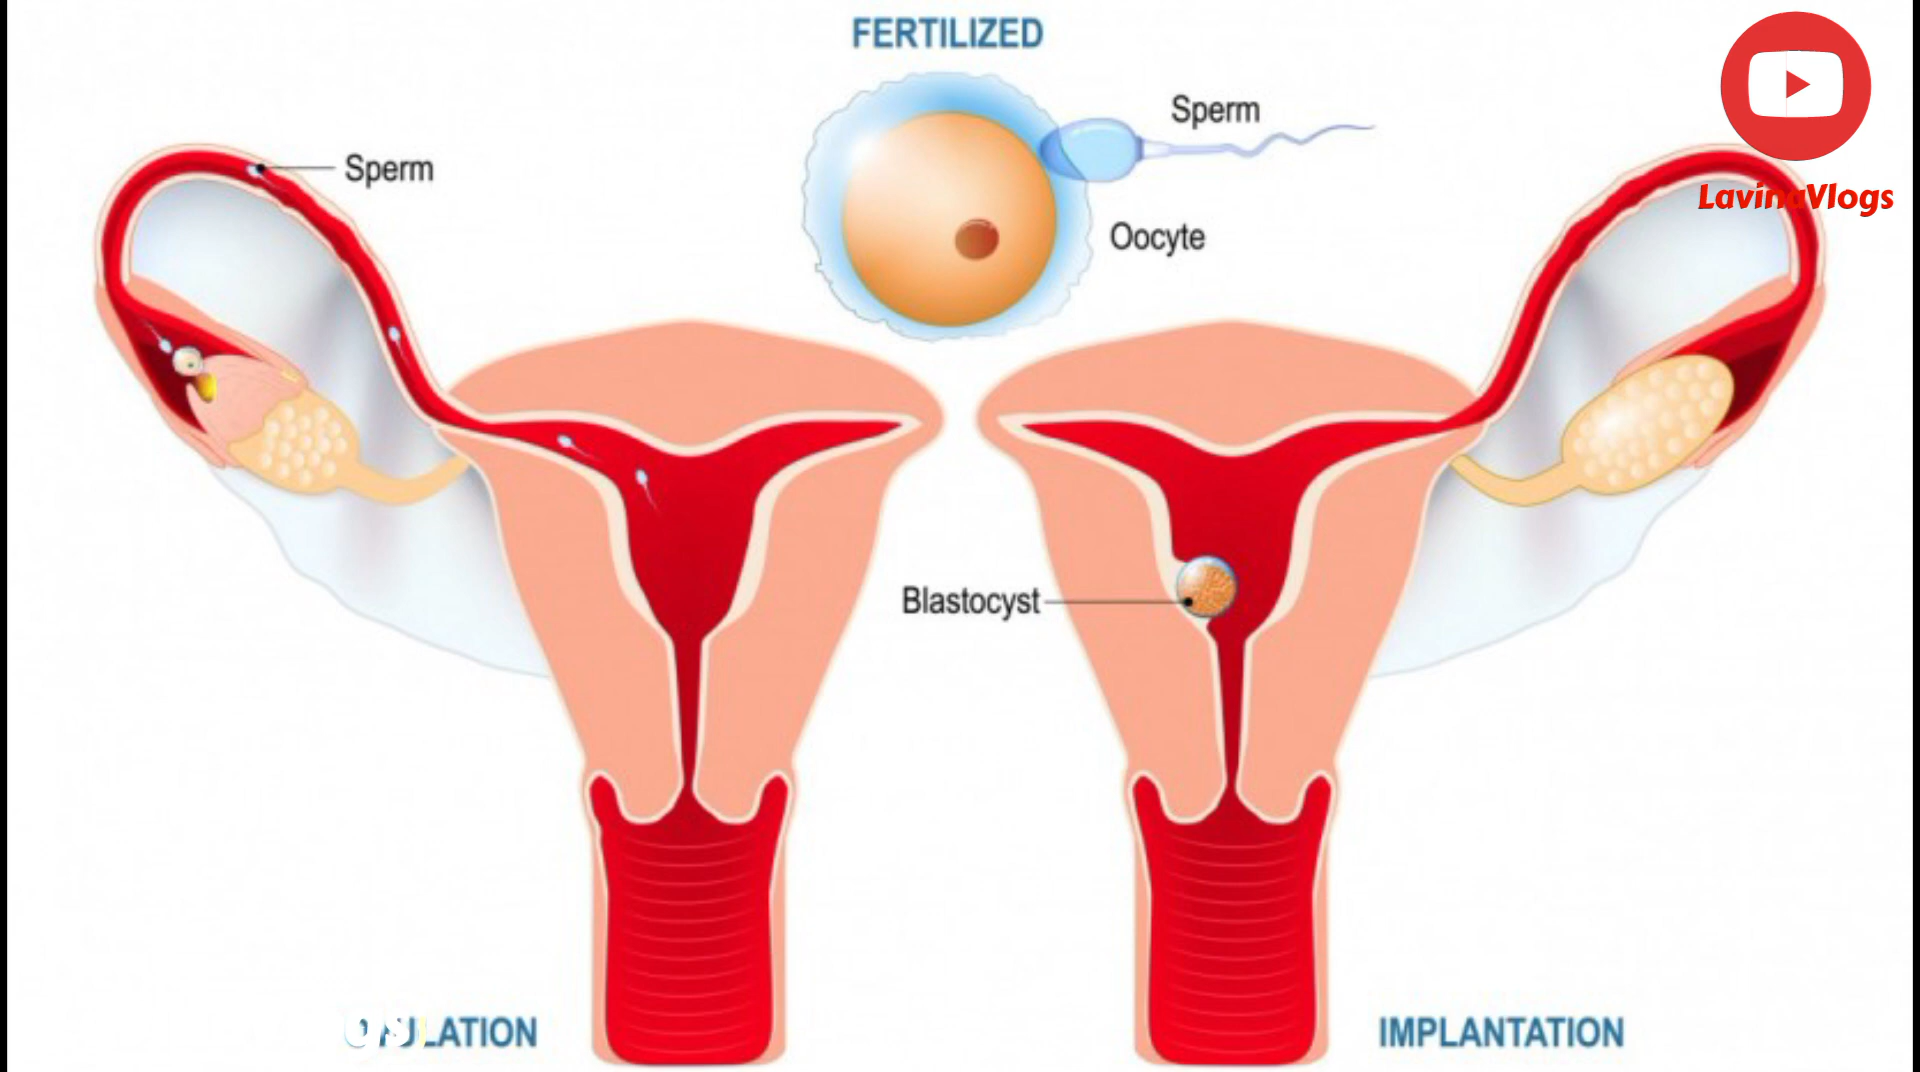 FERTILIZED
Sperm
Sperm
LavinaVlogs
Oocyte
Blastocyst
IMPLANTATION